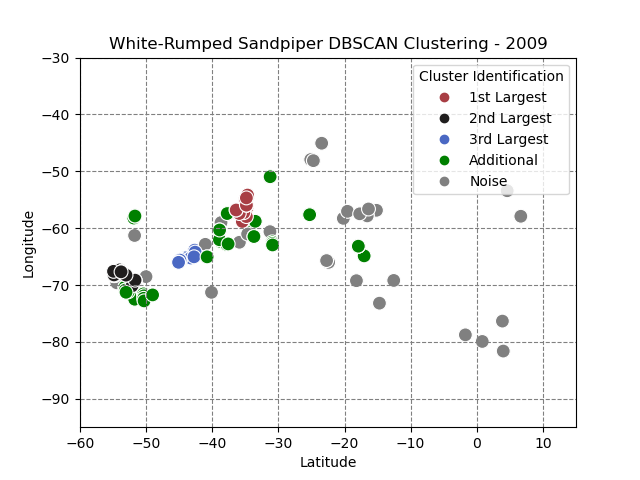 White-Rumped Sandpiper DBSCAN Clustering - 2009
Cluster Identification
1st Largest
2nd Largest
3rd Largest
Additional
Noise
Longitude
−30
−40
−50
−60
−70
−80
−90
−60
−50
−40
−30
−20
−10
0
10
Latitude